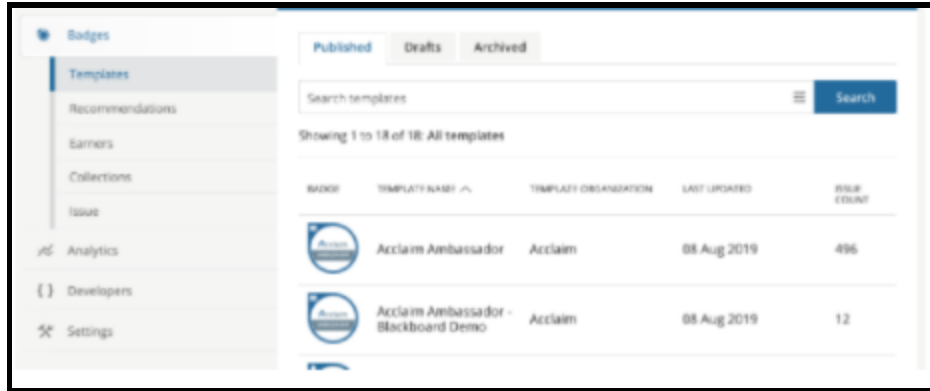 Badges
Templates
Recommendations
Earners
Collections
Issue
Analytics
Developers
Settings
Published Drafts Archived
Search templates Search
Showing 1 to 18 of 18: All templates
BADGE TEMPLATE NAME TEMPLATE ORGANIZATION LAST UPDATED ISSUE
COUNT
Acclaim Ambassador Acclaim 08 Aug 2019 496
Acclaim Ambassador -
Blackboard Demo Acclaim 08 Aug 2019 12